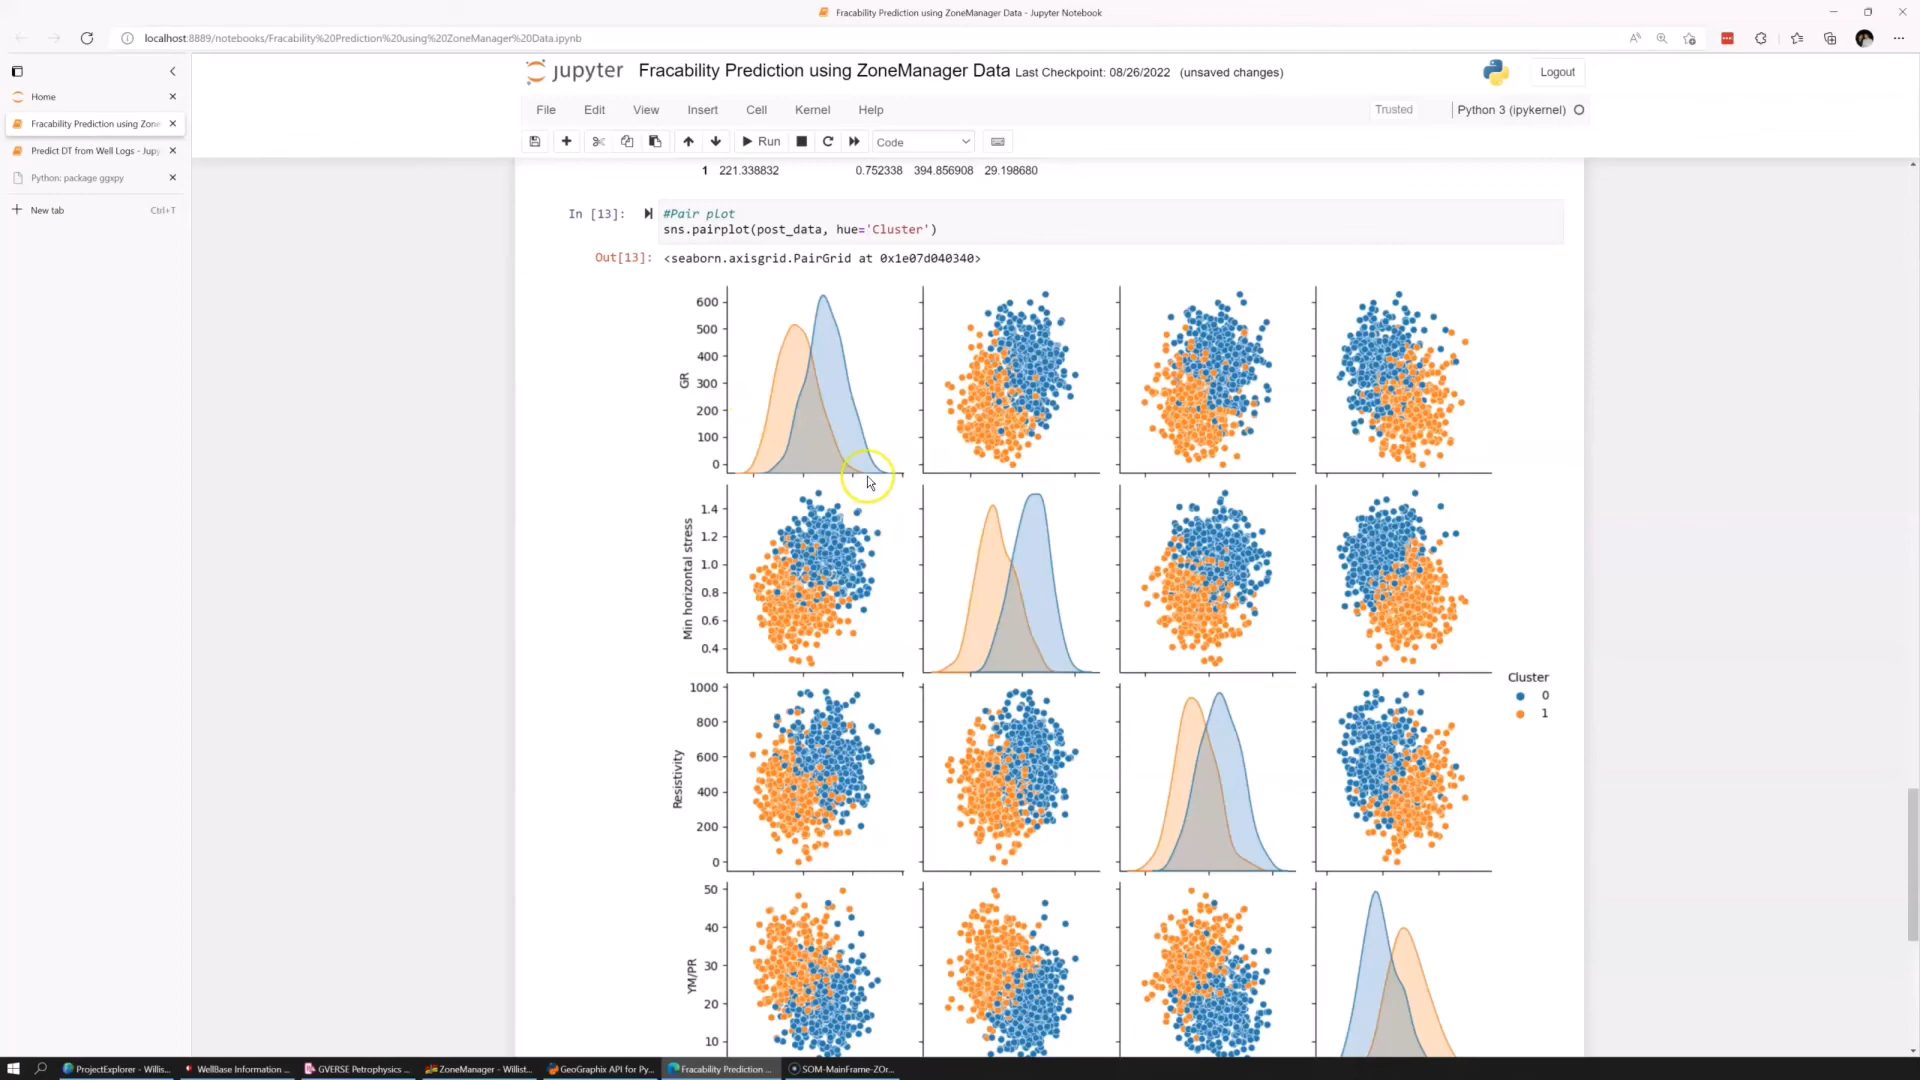 Fracability Prediction using ZoneManager Data - Jupyter Notebook
localhost:8889/notebooks/Fracability%20Prediction%20using%20ZoneManager%20Data.ipynb
Home
Fracability Prediction using Zone
Predict DT from Well Logs - Jupy
Python: package ggxpy
New tab Ctrl+T
jupyter Fracability Prediction using ZoneManager Data Last Checkpoint: 08/26/2022 (unsaved changes)
Logout
File Edit View Insert Cell Kernel Help
Trusted Python 3 (ipykernel)
Run Code
1 221.338832 0.752338 394.856908 29.198680
In [13]: #Pair plot
sns.pairplot(post_data, hue='Cluster')
Out[13]: <seaborn.axisgrid.PairGrid at 0x1e07d040340>
600
500
400
GR 300
200
100
0
Min horizontal stress
1.4
1.2
1.0
0.8
0.6
0.4
Cluster
0
1
Resistivity
1000
800
600
400
200
0
YM/PR
50
40
30
20
10
ProjectExplorer - Willis...
WellBase Information ...
GVERSE Petrophysics ...
ZoneManager - Willist...
GeoGraphix API for Py...
Fracability Prediction ...
SOM-MainFrame-ZOr...